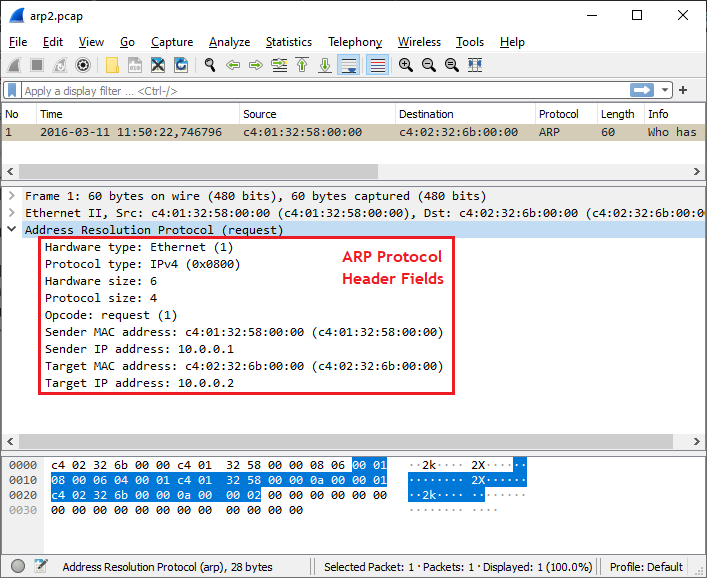 arp2.pcap
File Edit View Go Capture Analyze Statistics Telephony Wireless Tools Help
Apply a display filter ... <Ctrl-/>
No Time Source Destination Protocol Length Info
1 2016-03-11 11:50:22,746796 c4:01:32:58:00:00 c4:02:32:6b:00:00 ARP 60 Who has
Frame 1: 60 bytes on wire (480 bits), 60 bytes captured (480 bits)
Ethernet II, Src: c4:01:32:58:00:00 (c4:01:32:58:00:00), Dst: c4:02:32:6b:00:00 (c4:02:32:6b:00:0
Address Resolution Protocol (request)
Hardware type: Ethernet (1)
Protocol type: IPv4 (0x0800)
Hardware size: 6
Protocol size: 4
Opcode: request (1)
Sender MAC address: c4:01:32:58:00:00 (c4:01:32:58:00:00)
Sender IP address: 10.0.0.1
Target MAC address: c4:02:32:6b:00:00 (c4:02:32:6b:00:00)
Target IP address: 10.0.0.2
ARP Protocol
Header Fields
0000 c4 02 32 6b 00 00 c4 01 32 58 00 00 08 06 00 01 ··2k···· 2X······
0010 08 00 06 04 00 01 c4 01 32 58 00 00 0a 00 00 01 ········ 2X······
0020 c4 02 32 6b 00 00 0a 00 00 02 00 00 00 00 00 00 ··2k···· ········
0030 00 00 00 00 00 00 00 00 00 00 00 00 ········ ····
Address Resolution Protocol (arp), 28 bytes Selected Packet: 1 · Packets: 1 · Displayed: 1 (100.0%) Profile: Default